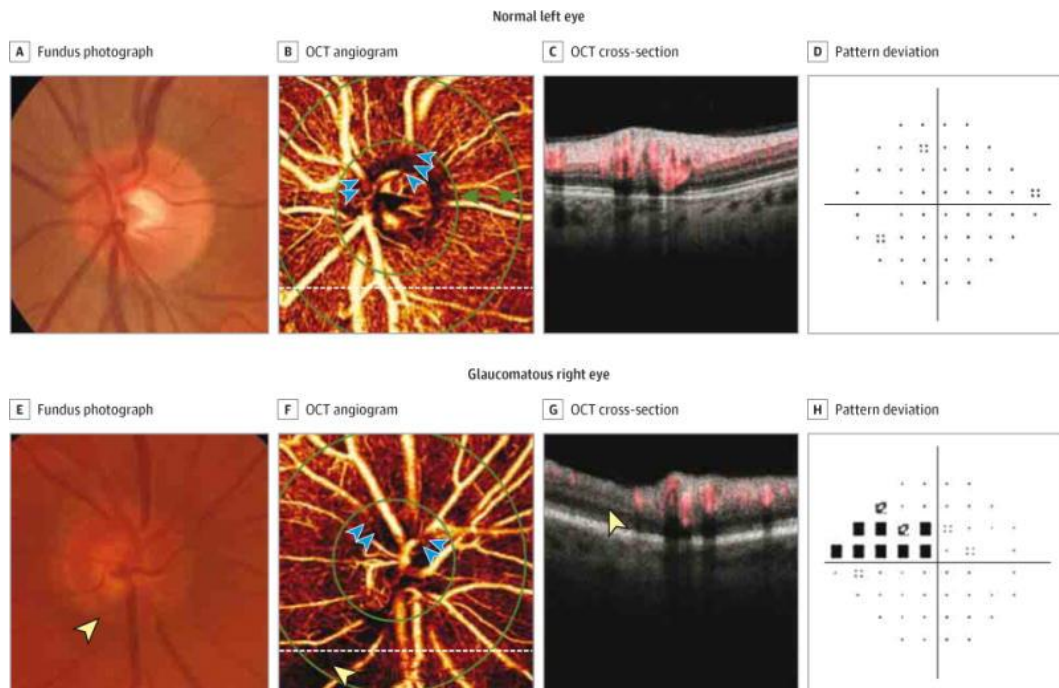 Normal left eye
A Fundus photograph
B OCT angiogram
C OCT cross-section
D Pattern deviation
Glaucomatous right eye
E Fundus photograph
F OCT angiogram
G OCT cross-section
H Pattern deviation